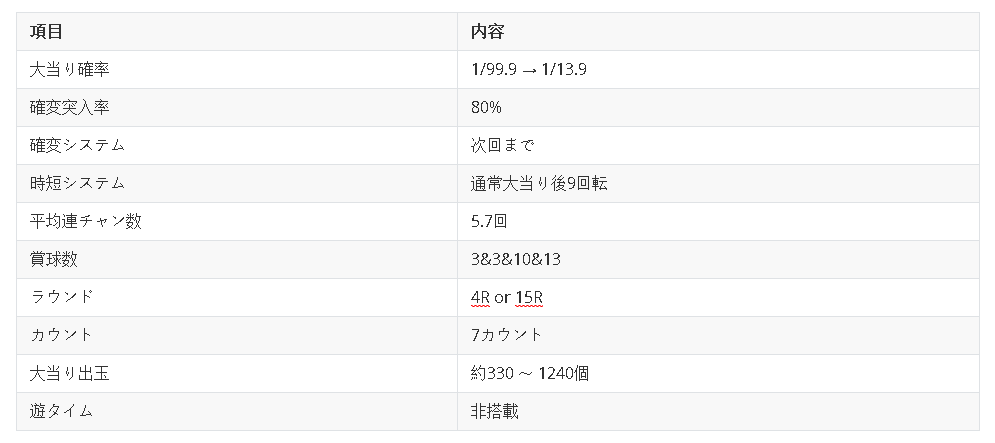 項目 内容
大当り確率 1/99.9 → 1/13.9
確変突入率 80%
確変システム 次回まで
時短システム 通常大当り後9回転
平均連チャン数 5.7回
賞球数 3&3&10&13
ラウンド 4R or 15R
カウント 7カウント
大当り出玉 約330 ～ 1240個
遊タイム 非搭載